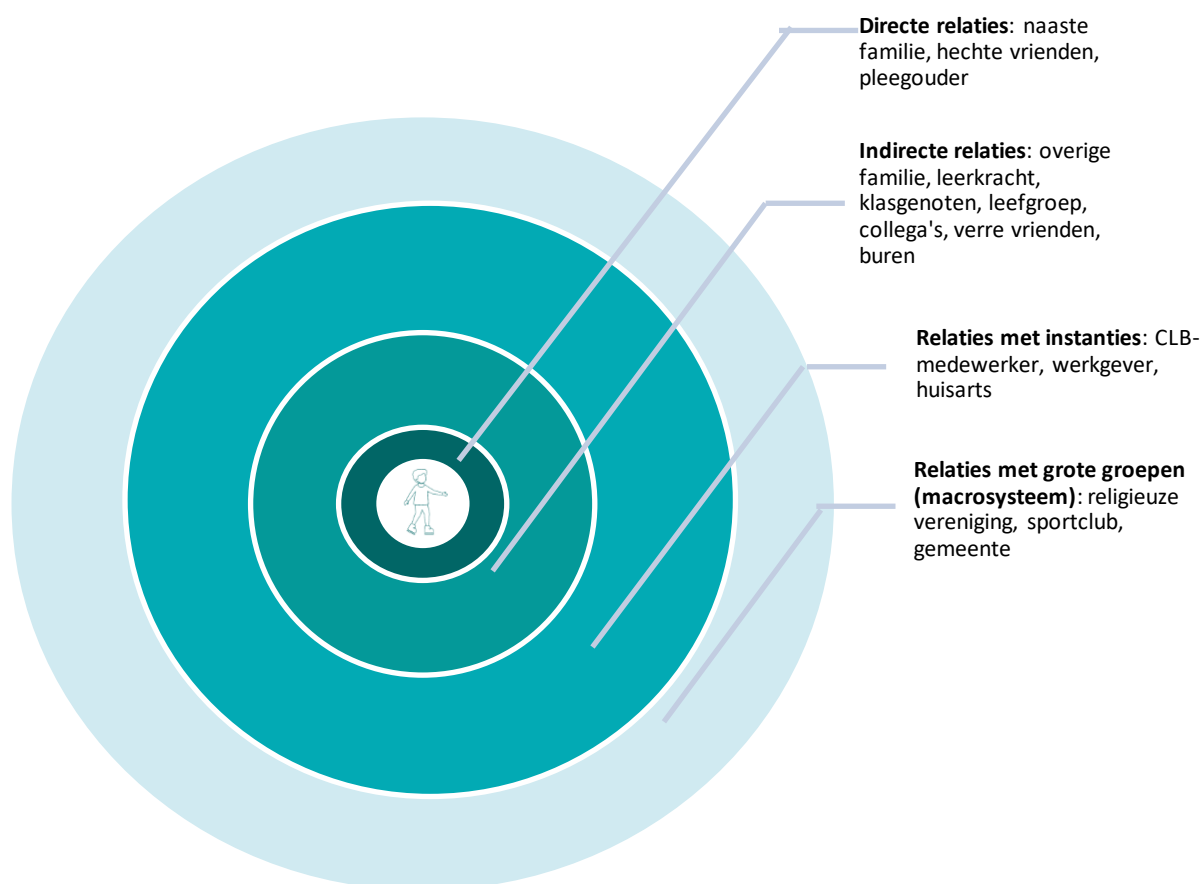 Directe relaties: naaste
familie, hechte vrienden,
pleegouder
Indirecte relaties: overige
familie, leerkracht,
klasgenoten, leefgroep,
collega's, verre vrienden,
buren
Relaties met instanties: CLB-
medewerker, werkgever,
huisarts
Relaties met grote groepen
(macrosysteem): religieuze
vereniging, sportclub,
gemeente